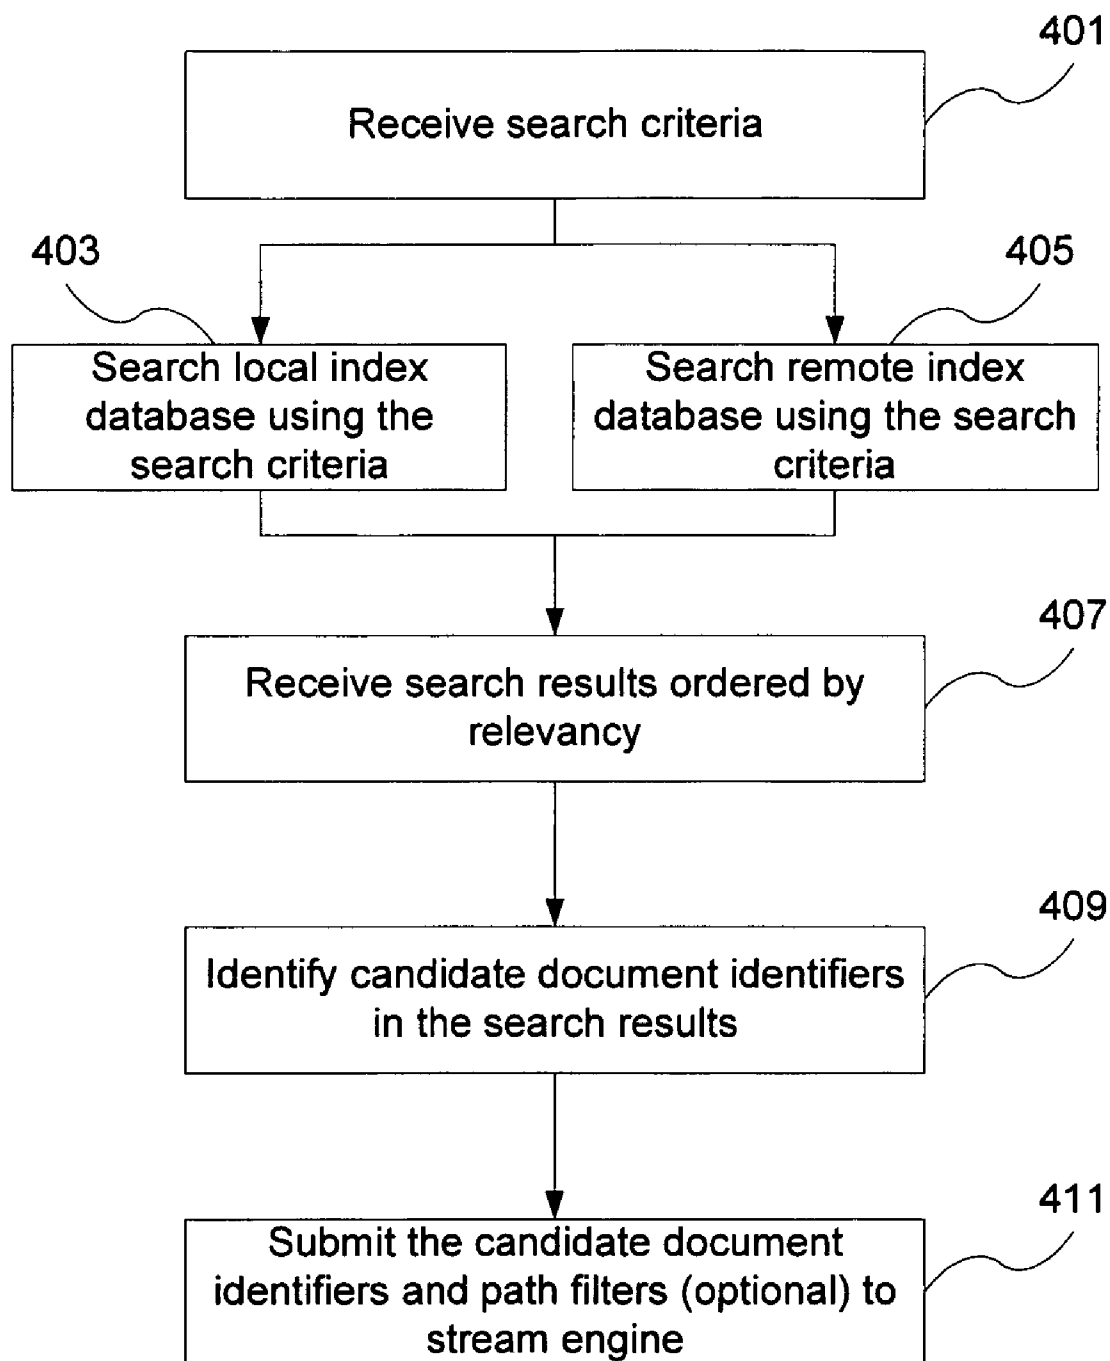 401
Receive search criteria
403
405
Search local index
database using the
search criteria
Search remote index
database using the search
criteria
407
Receive search results ordered by
relevancy
409
Identify candidate document identifiers
in the search results
411
Submit the candidate document
identifiers and path filters (optional) to
stream engine